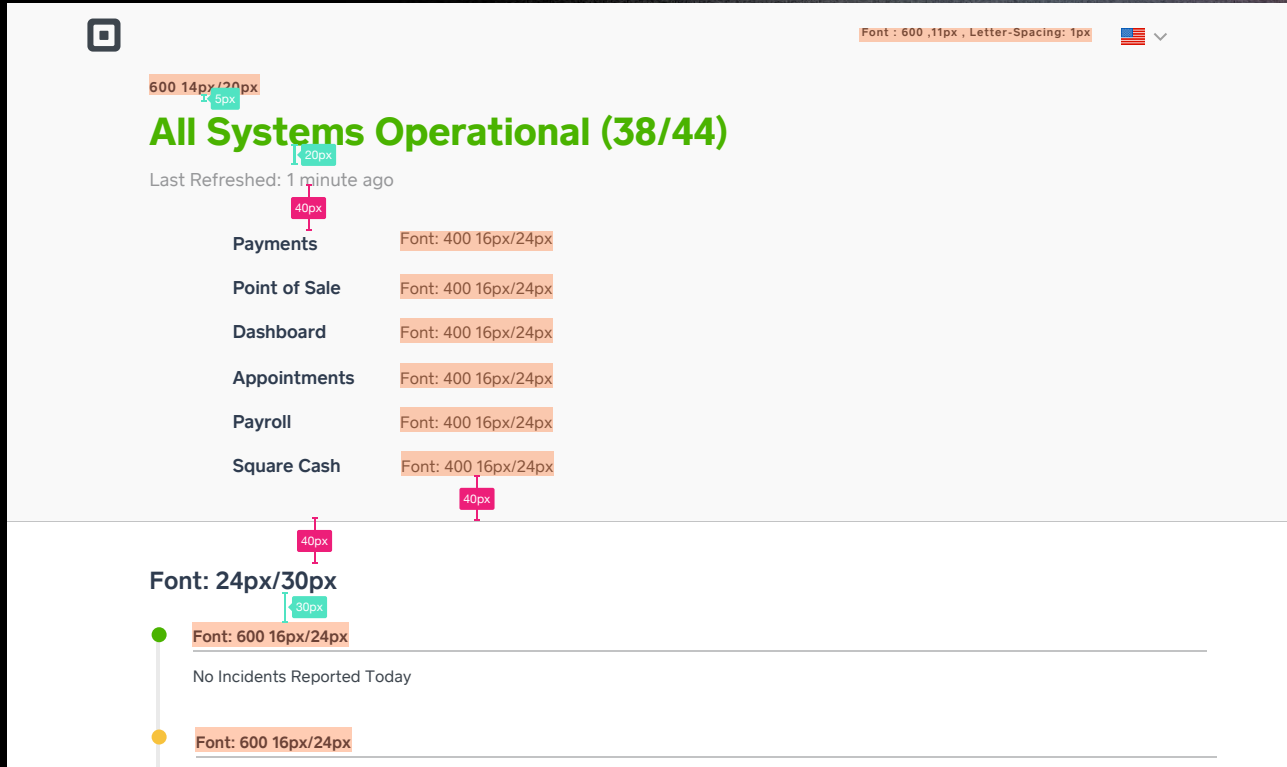 Font : 600 ,11px , Letter-Spacing: 1px
600 14px/20px
5px
All Systems Operational (38/44)
20px
Last Refreshed: 1 minute ago
40px
Payments Font: 400 16px/24px
Point of Sale Font: 400 16px/24px
Dashboard Font: 400 16px/24px
Appointments Font: 400 16px/24px
Payroll Font: 400 16px/24px
Square Cash Font: 400 16px/24px
40px
40px
Font: 24px/30px
30px
Font: 600 16px/24px
No Incidents Reported Today
Font: 600 16px/24px